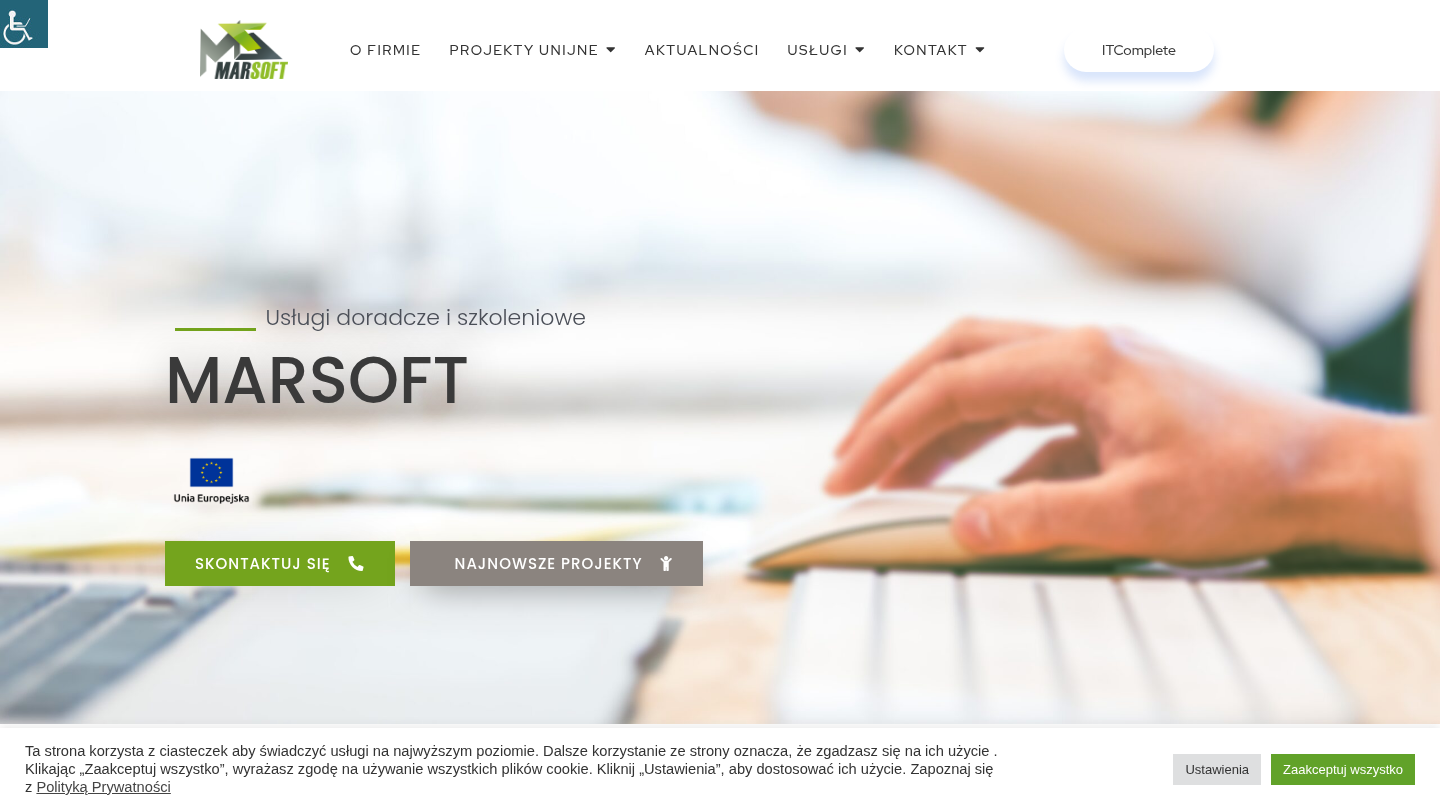 MARSOFT
O FIRMIE
PROJEKTY UNIJNE
AKTUALNOŚCI
USŁUGI
KONTAKT
ITComplete
Usługi doradcze i szkoleniowe
MARSOFT
Unia Europejska
SKONTAKTUJ SIĘ
NAJNOWSZE PROJEKTY
Ta strona korzysta z ciasteczek aby świadczyć usługi na najwyższym poziomie. Dalsze korzystanie ze strony oznacza, że zgadzasz się na ich użycie .
Klikając „Zaakceptuj wszystko”, wyrażasz zgodę na używanie wszystkich plików cookie. Kliknij „Ustawienia”, aby dostosować ich użycie. Zapoznaj się
z Polityką Prywatności
Ustawienia
Zaakceptuj wszystko